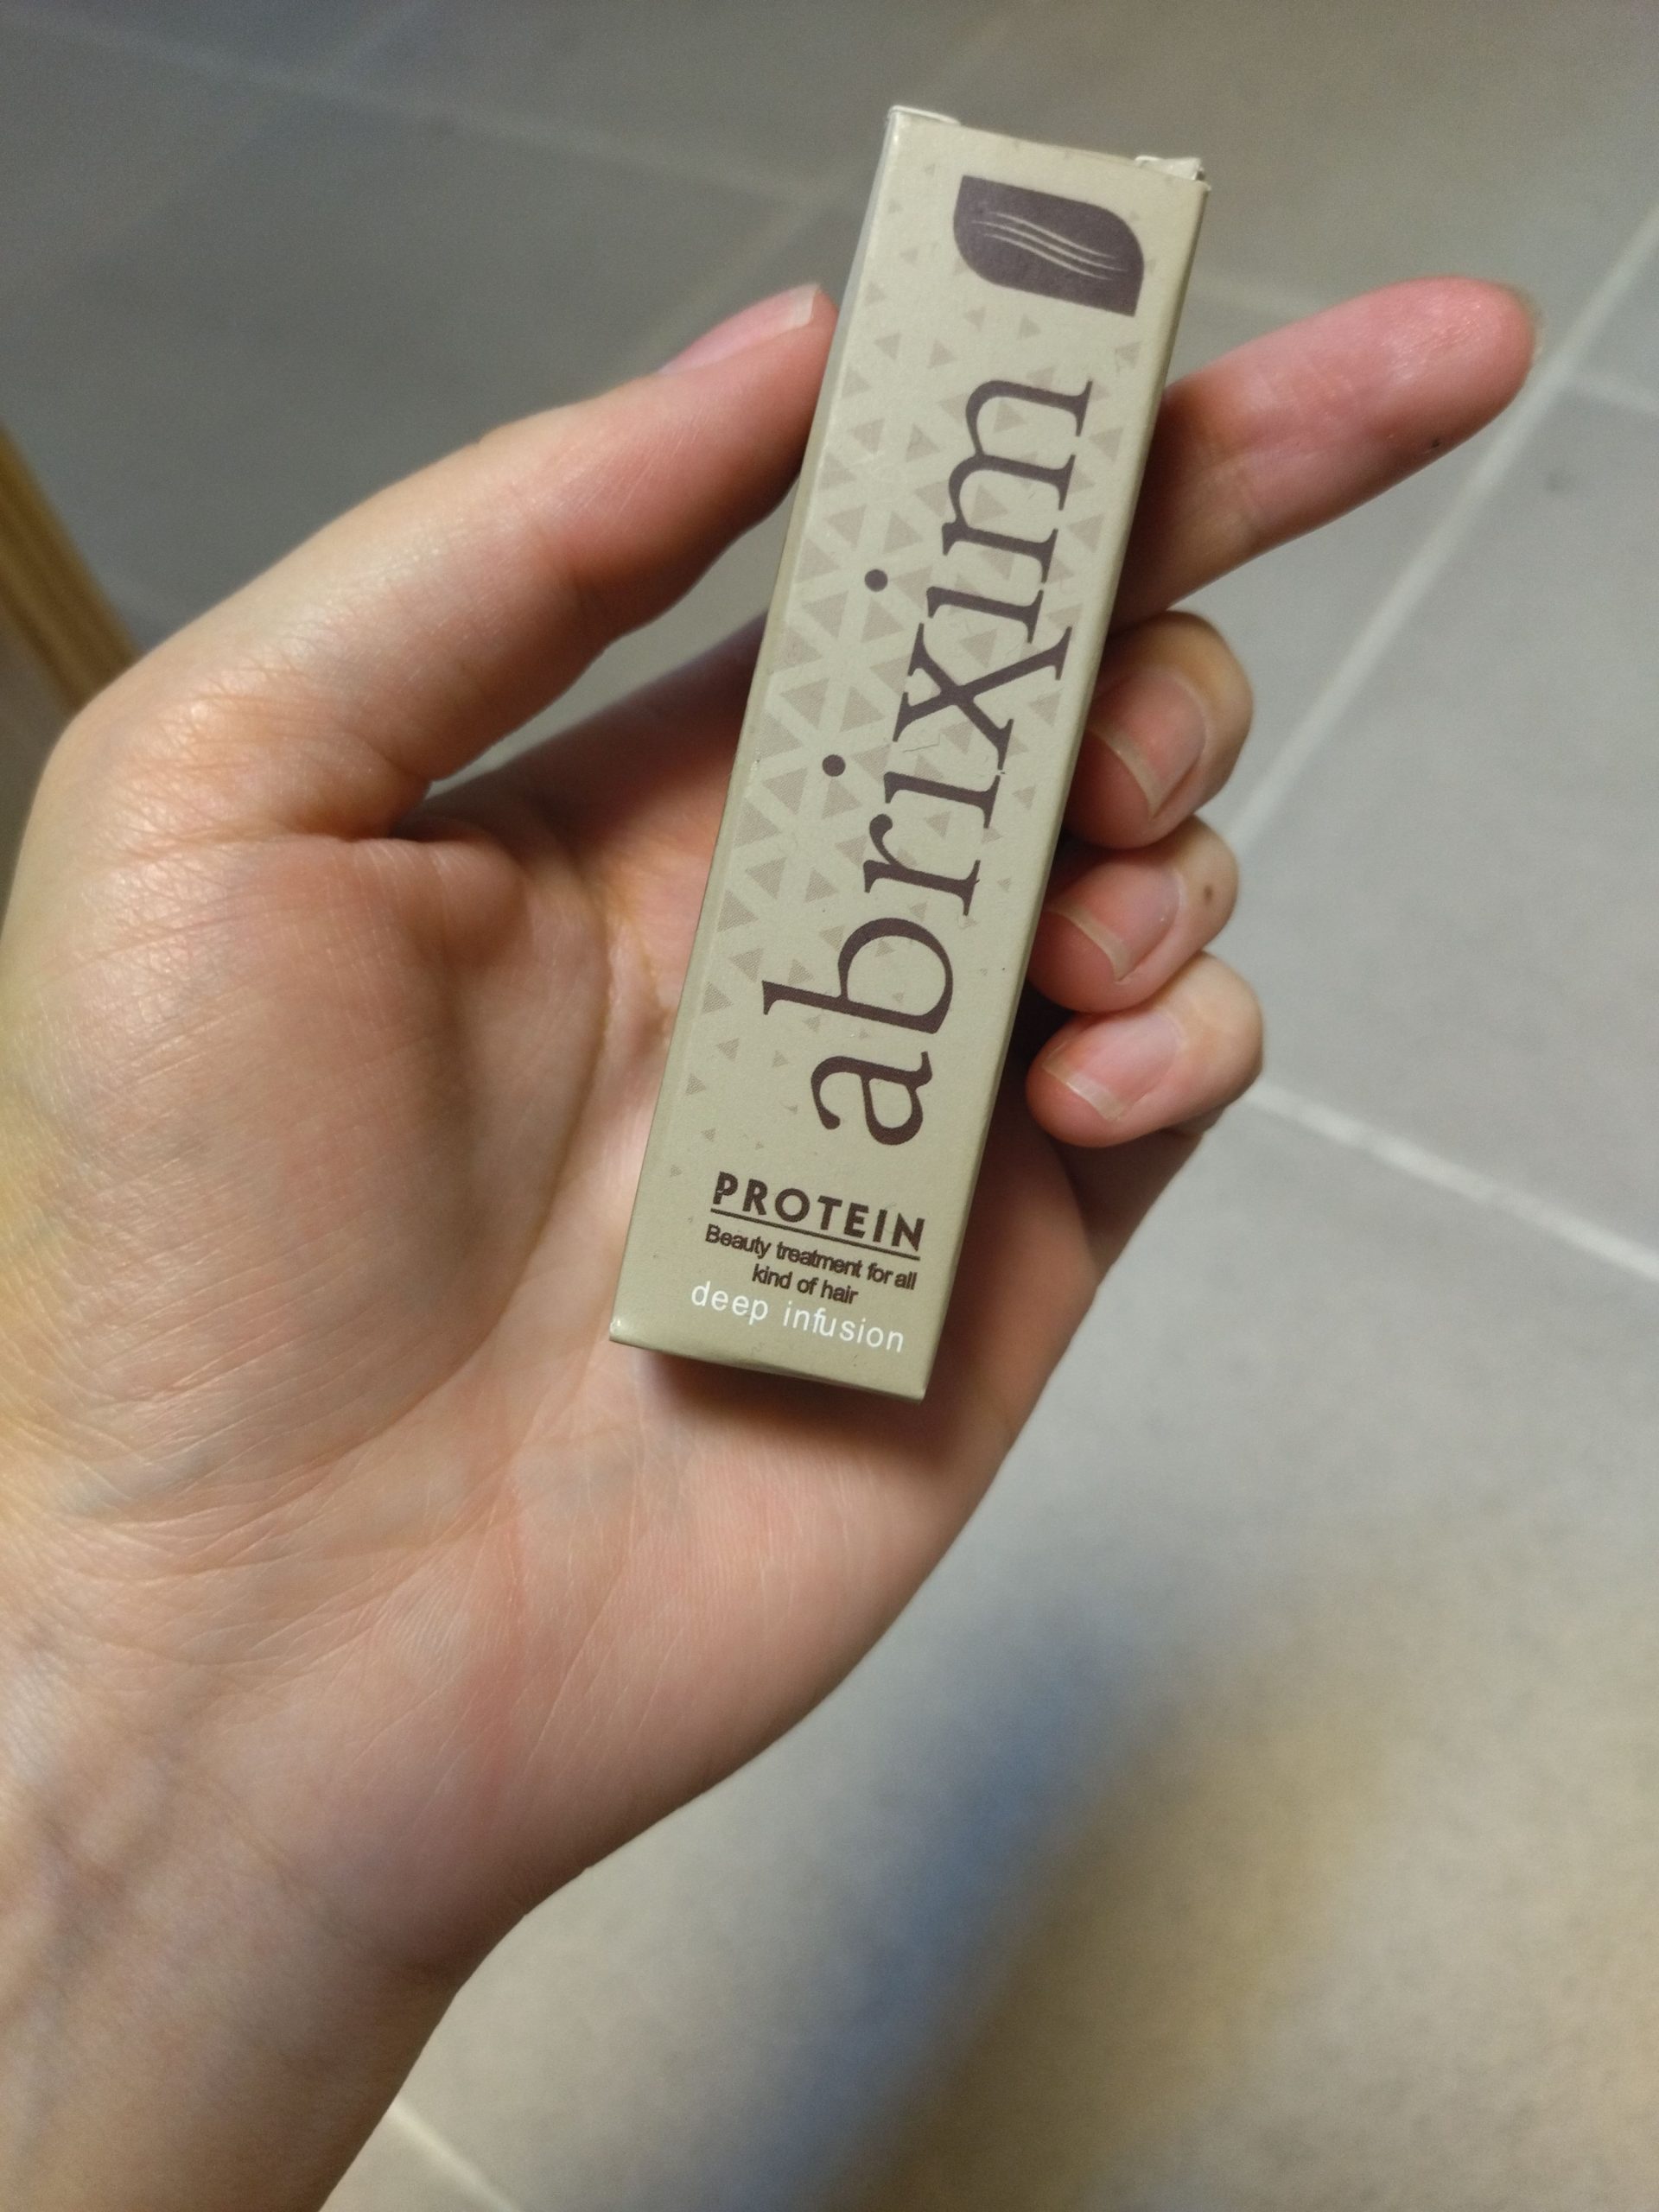 abrixim
PROTEIN
Beauty treatment for all
kind of hair
deep infusion